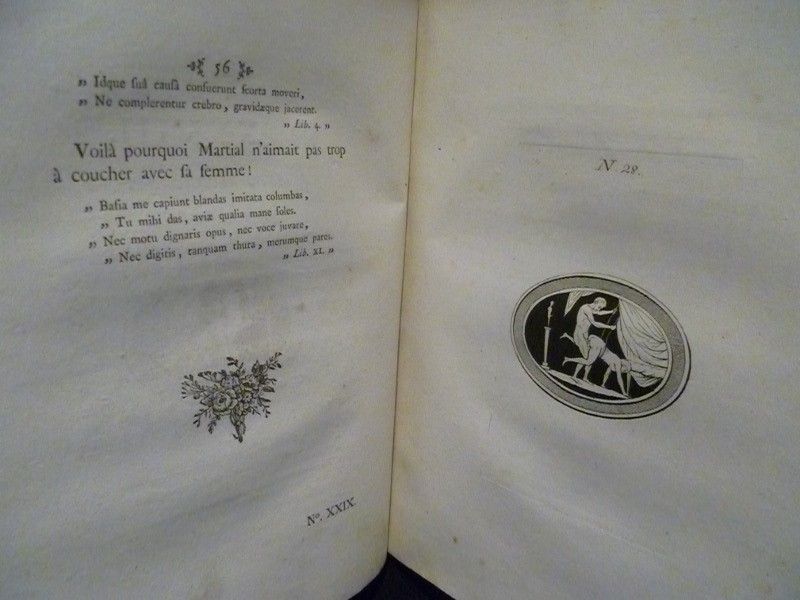 56
„ Idque ſuâ cauſâ conſuerunt ſcorta moveri,
„ Ne complerentur crebro, gravidæque jacerent.
„ Lib. 4. „
Voilà pourquoi Martial n'aimait pas trop
à coucher avec ſa femme !
„ Baſia me capiunt blandas imitata columbas,
„ Tu mihi das, aviæ qualia mane ſoles.
„ Nec motu dignaris opus, nec voce juvare,
„ Nec digitis, tanquam thura, merumque pares.
„ Lib. XI. „
Nº. XXIX.
N 28.